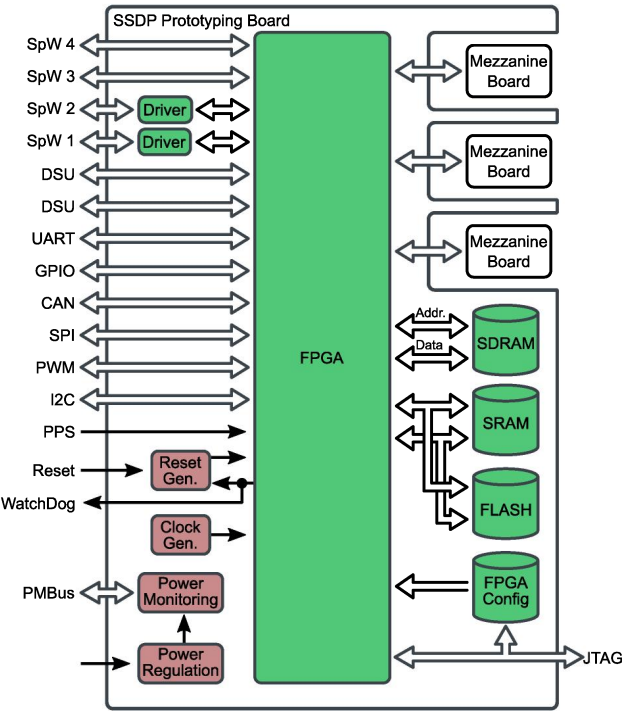 SSDP Prototyping Board
SpW 4
SpW 3
SpW 2
Driver
SpW 1
Driver
DSU
DSU
UART
GPIO
CAN
SPI
PWM
I2C
PPS
Reset
Reset
Gen.
WatchDog
Clock
Gen.
PMBus
Power
Monitoring
Power
Regulation
FPGA
Mezzanine
Board
Mezzanine
Board
Mezzanine
Board
Addr.
Data
SDRAM
SRAM
FLASH
FPGA
Config
JTAG